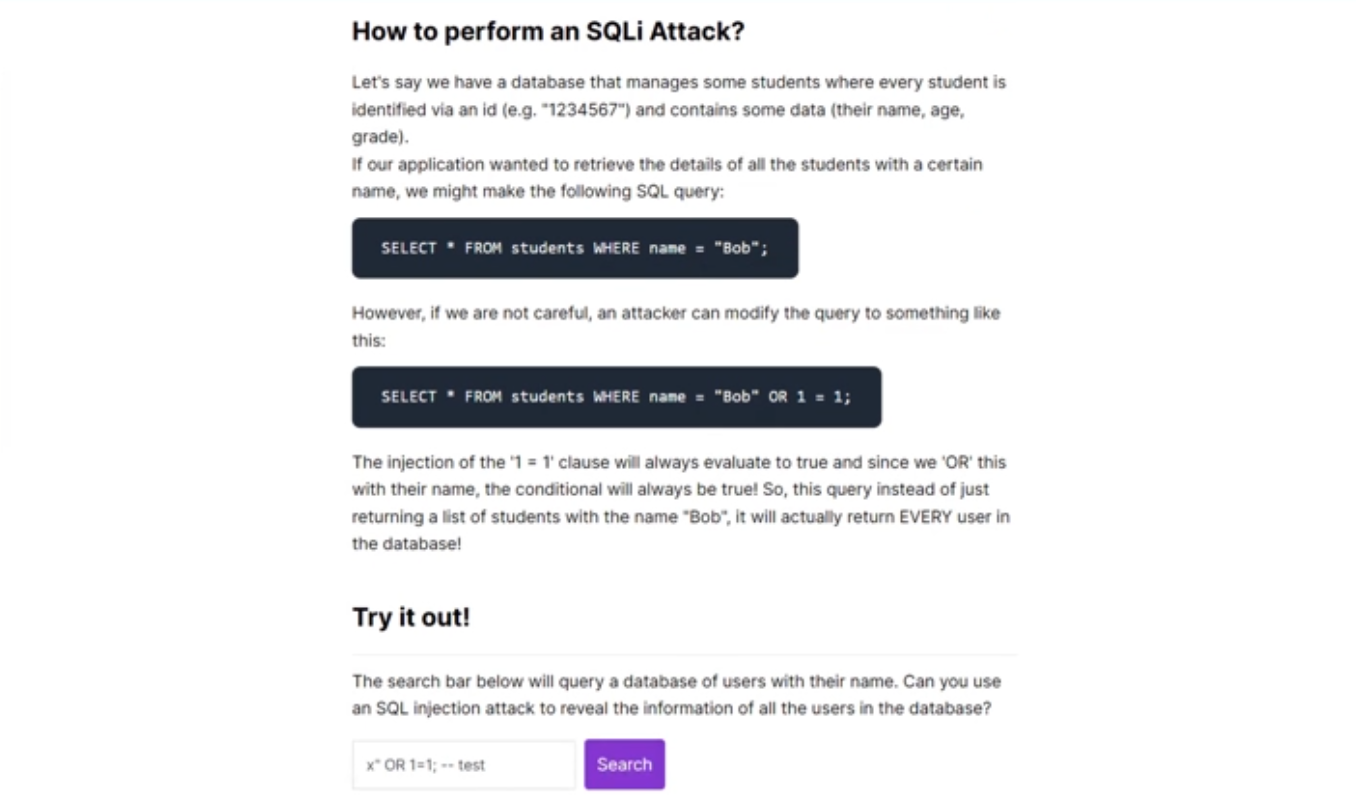 How to perform an SQLi Attack?
Let's say we have a database that manages some students where every student is
identified via an id (e.g. "1234567") and contains some data (their name, age,
grade).
If our application wanted to retrieve the details of all the students with a certain
name, we might make the following SQL query:
SELECT * FROM students WHERE name = "Bob";
However, if we are not careful, an attacker can modify the query to something like
this:
SELECT * FROM students WHERE name = "Bob" OR 1 = 1;
The injection of the '1 = 1' clause will always evaluate to true and since we 'OR' this
with their name, the conditional will always be true! So, this query instead of just
returning a list of students with the name "Bob", it will actually return EVERY user in
the database!
Try it out!
The search bar below will query a database of users with their name. Can you use
an SQL injection attack to reveal the information of all the users in the database?
x" OR 1=1; -- test
Search